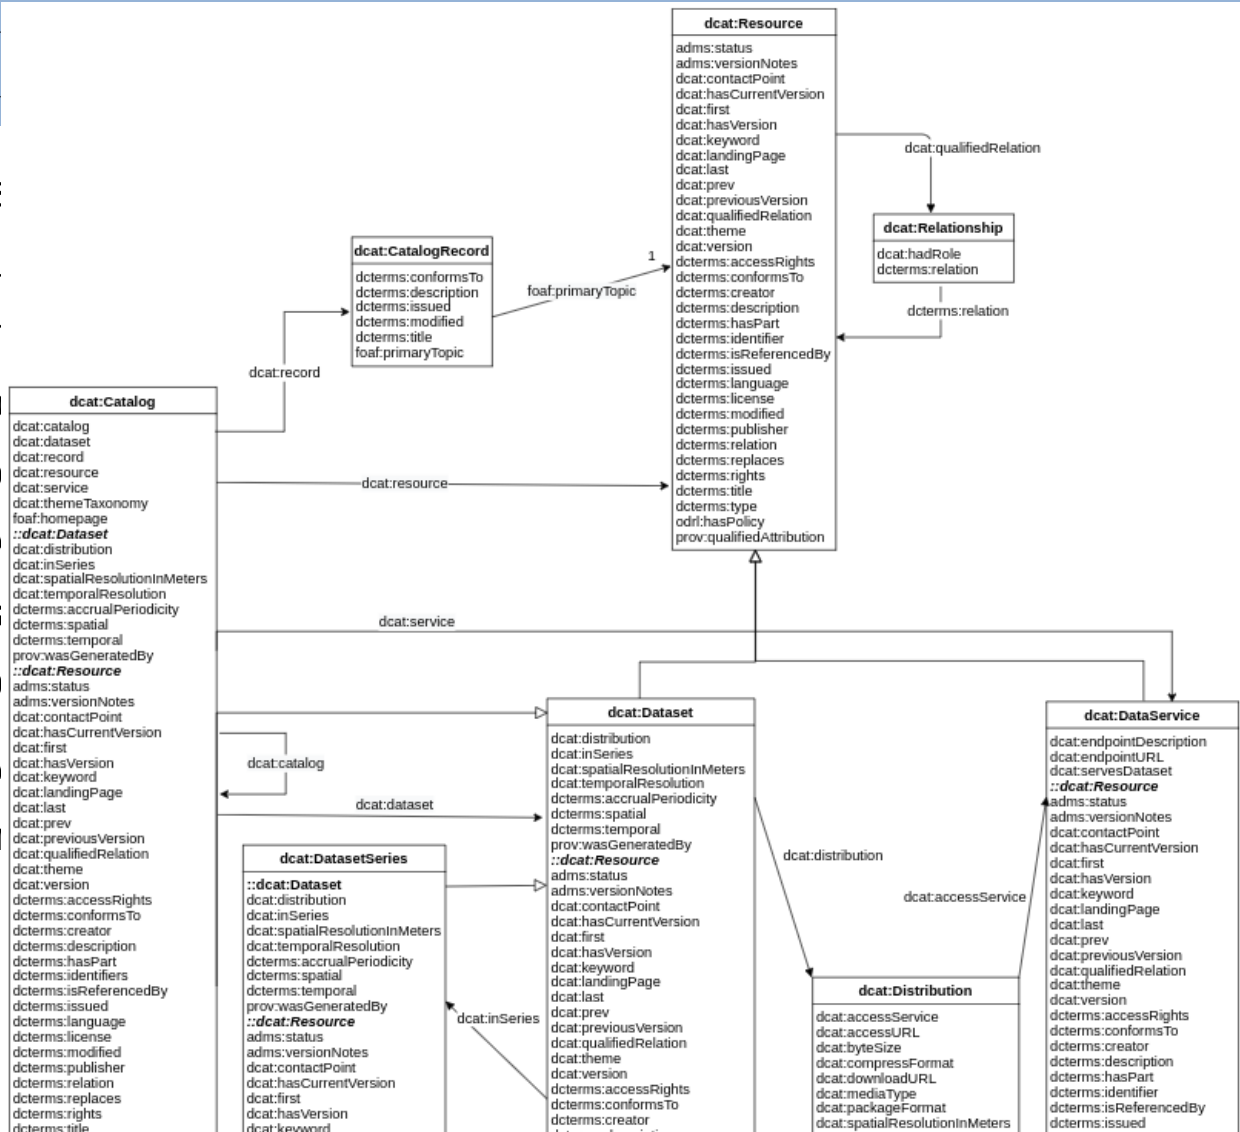 dcat:Resource
adms:status
adms:versionNotes
dcat:contactPoint
dcat:hasCurrentVersion
dcat:first
dcat:hasVersion
dcat:keyword
dcat:landingPage
dcat:last
dcat:prev
dcat:previousVersion
dcat:qualifiedRelation
dcat:theme
dcat:version
dcterms:accessRights
dcterms:conformsTo
dcterms:creator
dcterms:description
dcterms:hasPart
dcterms:identifier
dcterms:isReferencedBy
dcterms:issued
dcterms:language
dcterms:license
dcterms:modified
dcterms:publisher
dcterms:relation
dcterms:replaces
dcterms:rights
dcterms:title
dcterms:type
odrl:hasPolicy
prov:qualifiedAttribution
dcat:qualifiedRelation
dcat:Relationship
dcat:hadRole
dcterms:relation
dcterms:relation
dcat:CatalogRecord
dcterms:conformsTo
dcterms:description
dcterms:issued
dcterms:modified
dcterms:title
foaf:primaryTopic
1
foaf:primaryTopic
dcat:record
dcat:Catalog
dcat:catalog
dcat:dataset
dcat:record
dcat:resource
dcat:service
dcat:themeTaxonomy
foaf:homepage
::dcat:Dataset
dcat:distribution
dcat:inSeries
dcat:spatialResolutionInMeters
dcat:temporalResolution
dcterms:accrualPeriodicity
dcterms:spatial
dcterms:temporal
prov:wasGeneratedBy
::dcat:Resource
adms:status
adms:versionNotes
dcat:contactPoint
dcat:hasCurrentVersion
dcat:first
dcat:hasVersion
dcat:keyword
dcat:landingPage
dcat:last
dcat:prev
dcat:previousVersion
dcat:qualifiedRelation
dcat:theme
dcat:version
dcterms:accessRights
dcterms:conformsTo
dcterms:creator
dcterms:description
dcterms:hasPart
dcterms:identifiers
dcterms:isReferencedBy
dcterms:issued
dcterms:language
dcterms:license
dcterms:modified
dcterms:publisher
dcterms:relation
dcterms:replaces
dcterms:rights
dcterms:title
dcat:resource
dcat:service
dcat:catalog
dcat:dataset
dcat:DatasetSeries
::dcat:Dataset
dcat:distribution
dcat:inSeries
dcat:spatialResolutionInMeters
dcat:temporalResolution
dcterms:accrualPeriodicity
dcterms:spatial
dcterms:temporal
prov:wasGeneratedBy
::dcat:Resource
adms:status
adms:versionNotes
dcat:contactPoint
dcat:hasCurrentVersion
dcat:first
dcat:hasVersion
dcat:keyword
dcat:inSeries
dcat:Dataset
dcat:distribution
dcat:inSeries
dcat:spatialResolutionInMeters
dcat:temporalResolution
dcterms:accrualPeriodicity
dcterms:spatial
dcterms:temporal
prov:wasGeneratedBy
::dcat:Resource
adms:status
adms:versionNotes
dcat:contactPoint
dcat:hasCurrentVersion
dcat:first
dcat:hasVersion
dcat:keyword
dcat:landingPage
dcat:last
dcat:prev
dcat:previousVersion
dcat:qualifiedRelation
dcat:theme
dcat:version
dcterms:accessRights
dcterms:conformsTo
dcterms:creator
dcat:distribution
dcat:accessService
dcat:Distribution
dcat:accessService
dcat:accessURL
dcat:byteSize
dcat:compressFormat
dcat:downloadURL
dcat:mediaType
dcat:packageFormat
dcat:spatialResolutionInMeters
dcat:DataService
dcat:endpointDescription
dcat:endpointURL
dcat:servesDataset
::dcat:Resource
adms:status
adms:versionNotes
dcat:contactPoint
dcat:hasCurrentVersion
dcat:first
dcat:hasVersion
dcat:keyword
dcat:landingPage
dcat:last
dcat:prev
dcat:previousVersion
dcat:qualifiedRelation
dcat:theme
dcat:version
dcterms:accessRights
dcterms:conformsTo
dcterms:creator
dcterms:description
dcterms:hasPart
dcterms:identifier
dcterms:isReferencedBy
dcterms:issued